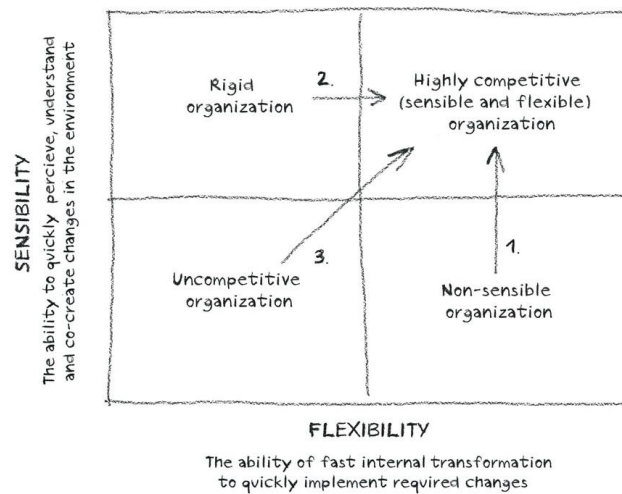 Rigid
organization
2.
Highly competitive
(sensible and flexible)
organization
Uncompetitive
organization
3.
1.
Non-sensible
organization
SENSIBILITY
The ability to quickly percieve, understand
and co-create changes in the environment
FLEXIBILITY
The ability of fast internal transformation
to quickly implement required changes